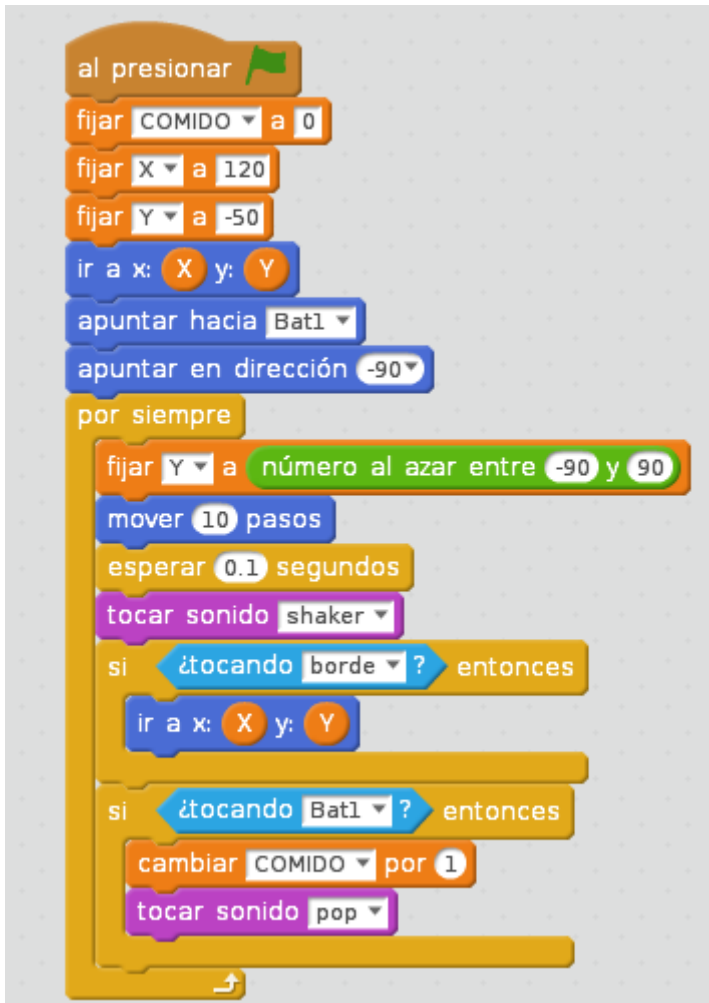 al presionar
fijar COMIDO a 0
fijar X a 120
fijar Y a -50
ir a x: X y: Y
apuntar hacia Bat1
apuntar en dirección -90
por siempre
fijar Y a número al azar entre -90 y 90
mover 10 pasos
esperar 0.1 segundos
tocar sonido shaker
si ¿tocando borde ? entonces
ir a x: X y: Y
si ¿tocando Bat1 ? entonces
cambiar COMIDO por 1
tocar sonido pop